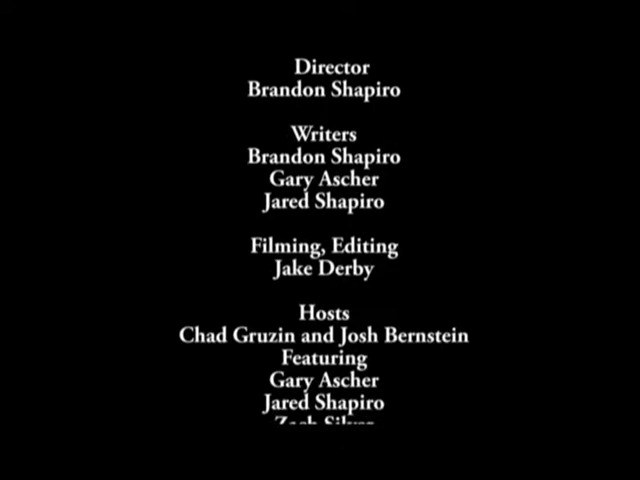 Director
Brandon Shapiro
Writers
Brandon Shapiro
Gary Ascher
Jared Shapiro
Filming, Editing
Jake Derby
Hosts
Chad Gruzin and Josh Bernstein
Featuring
Gary Ascher
Jared Shapiro